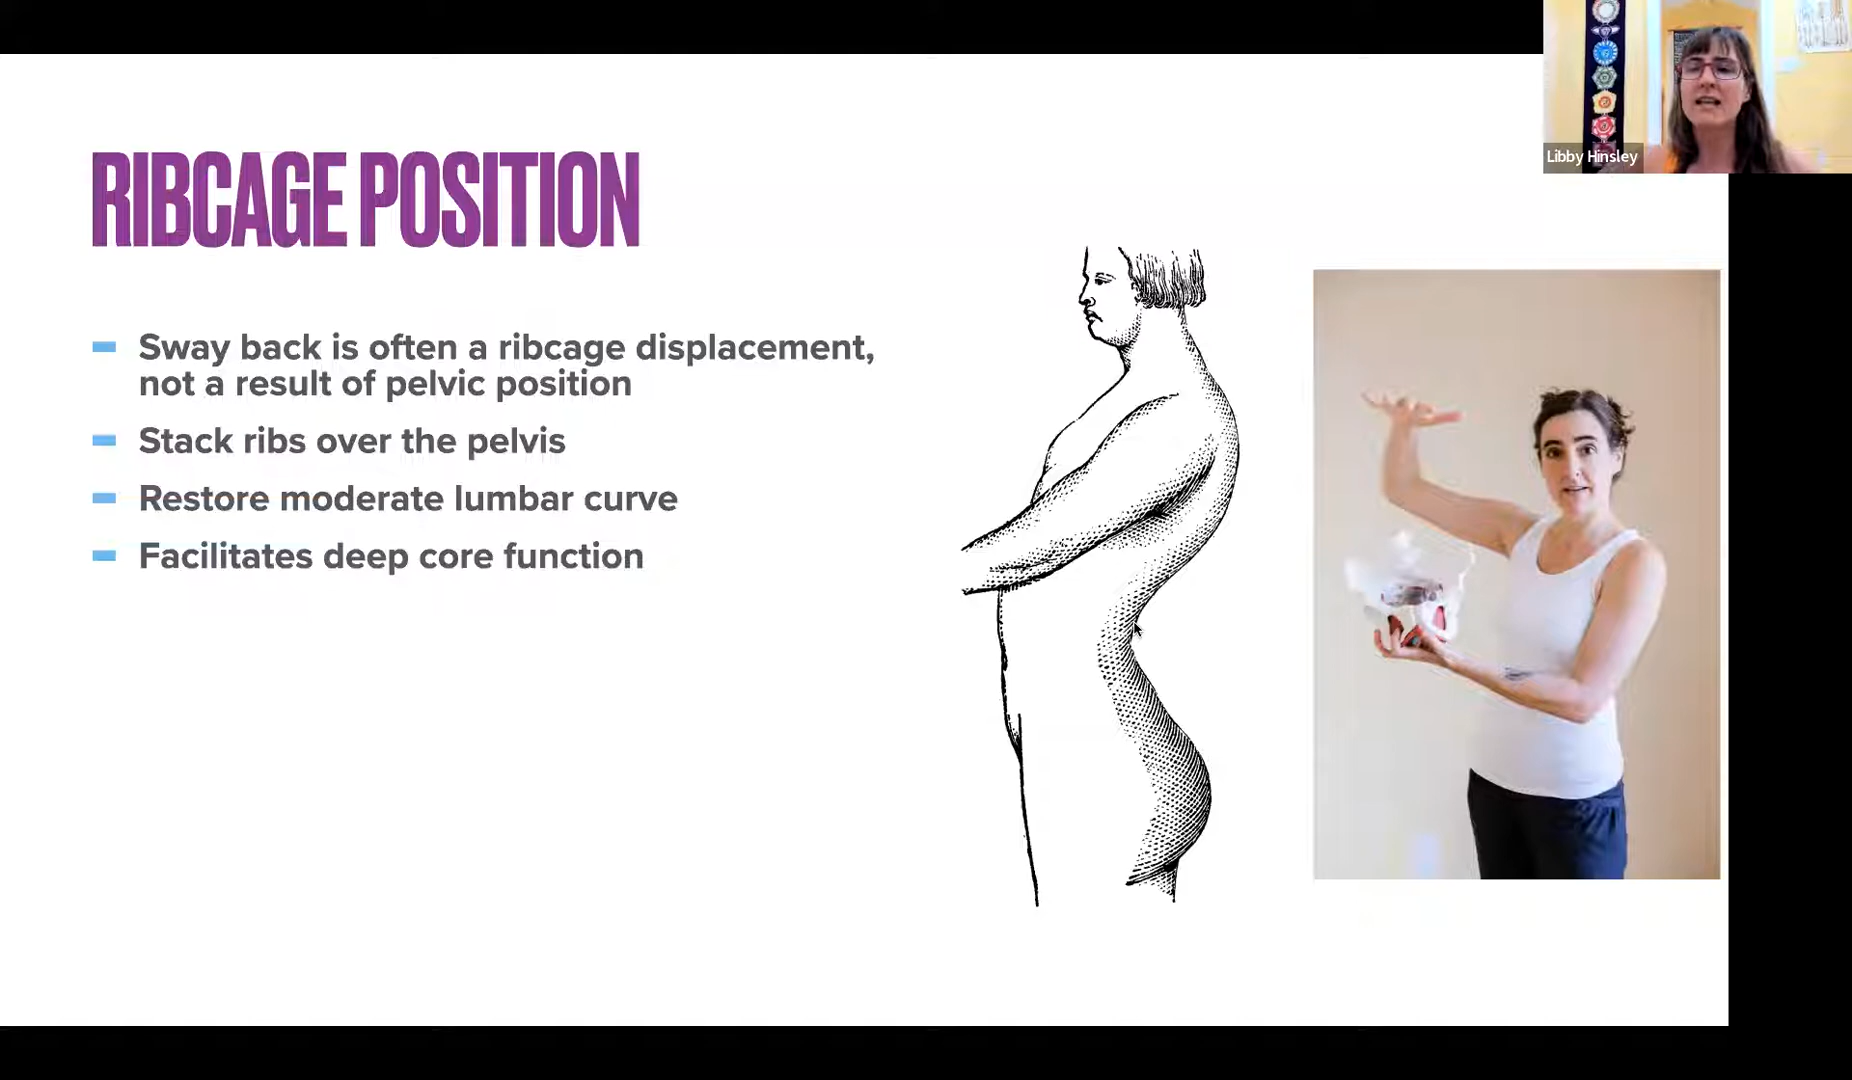 Libby Hinsley
RIBCAGE POSITION
Sway back is often a ribcage displacement,
not a result of pelvic position
Stack ribs over the pelvis
Restore moderate lumbar curve
Facilitates deep core function